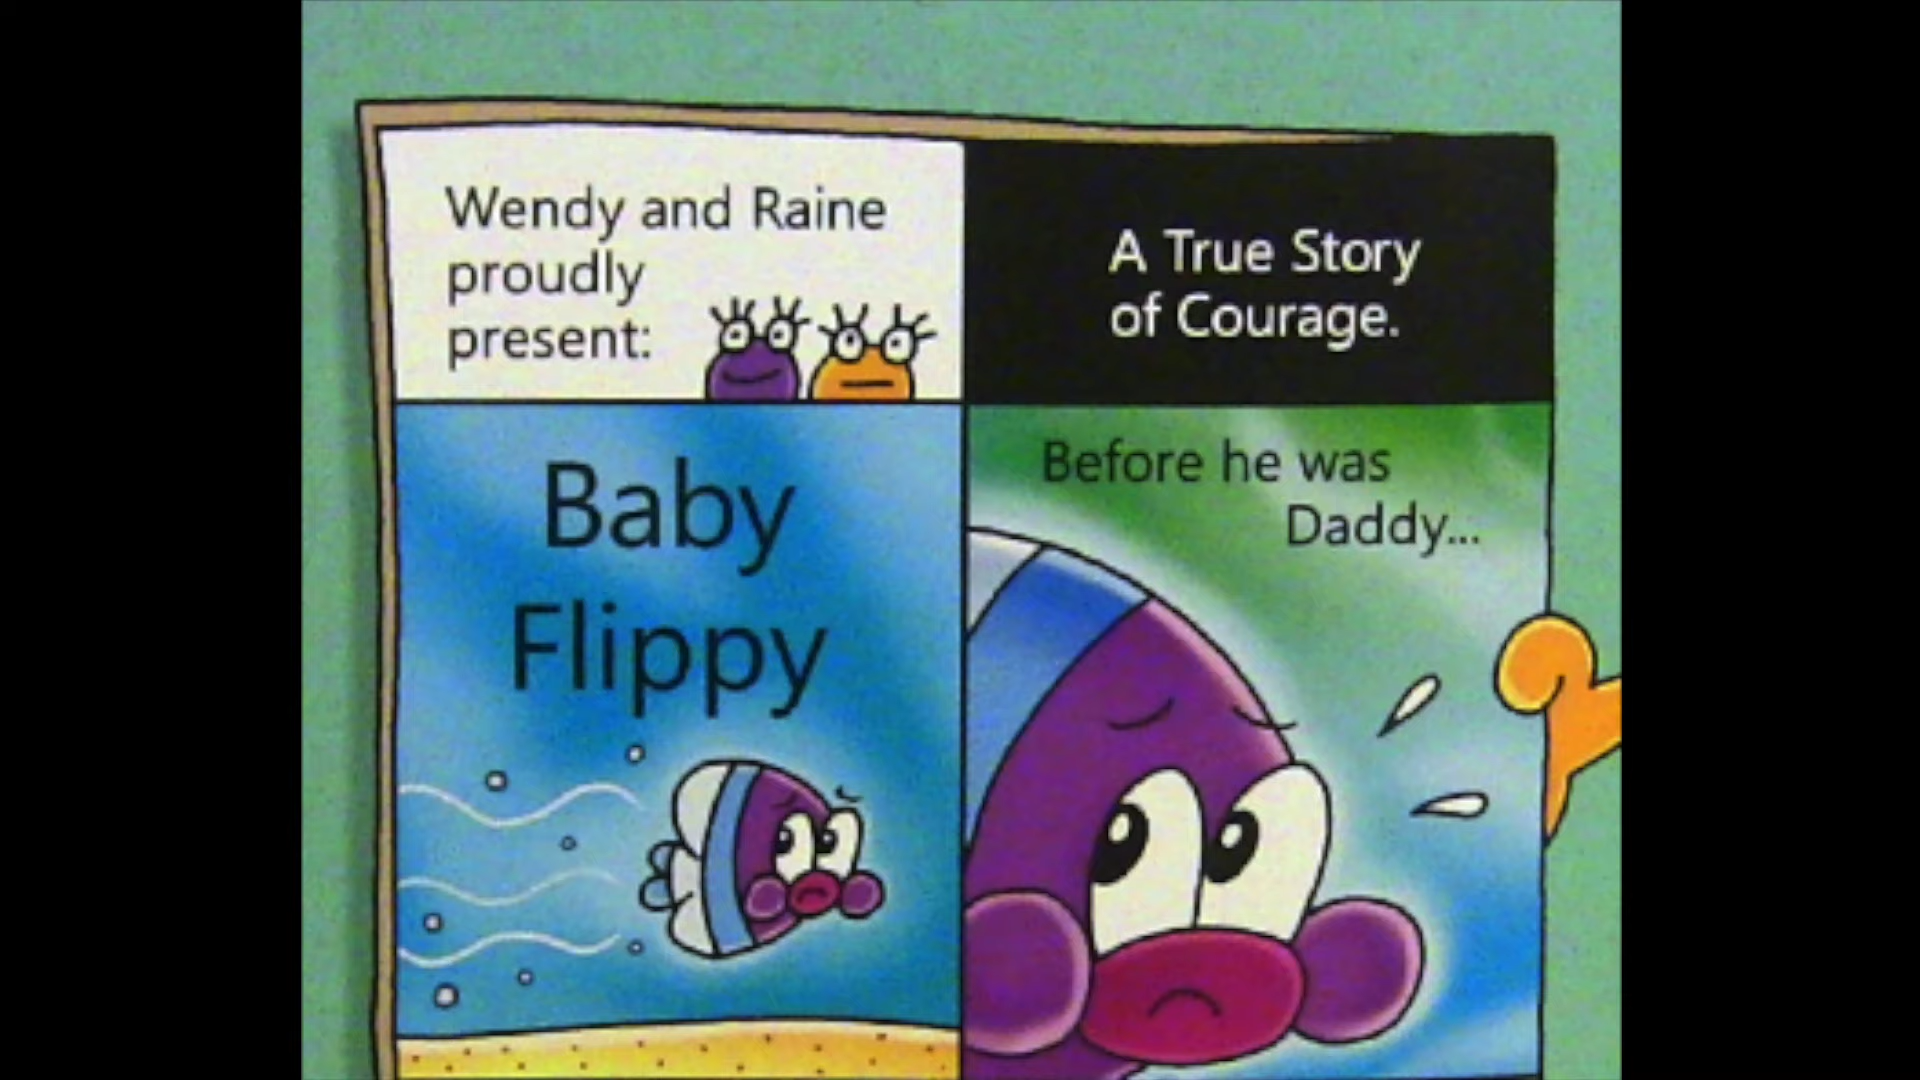 Wendy and Raine
proudly
present:
A True Story
of Courage.
Baby
Flippy
Before he was
Daddy...